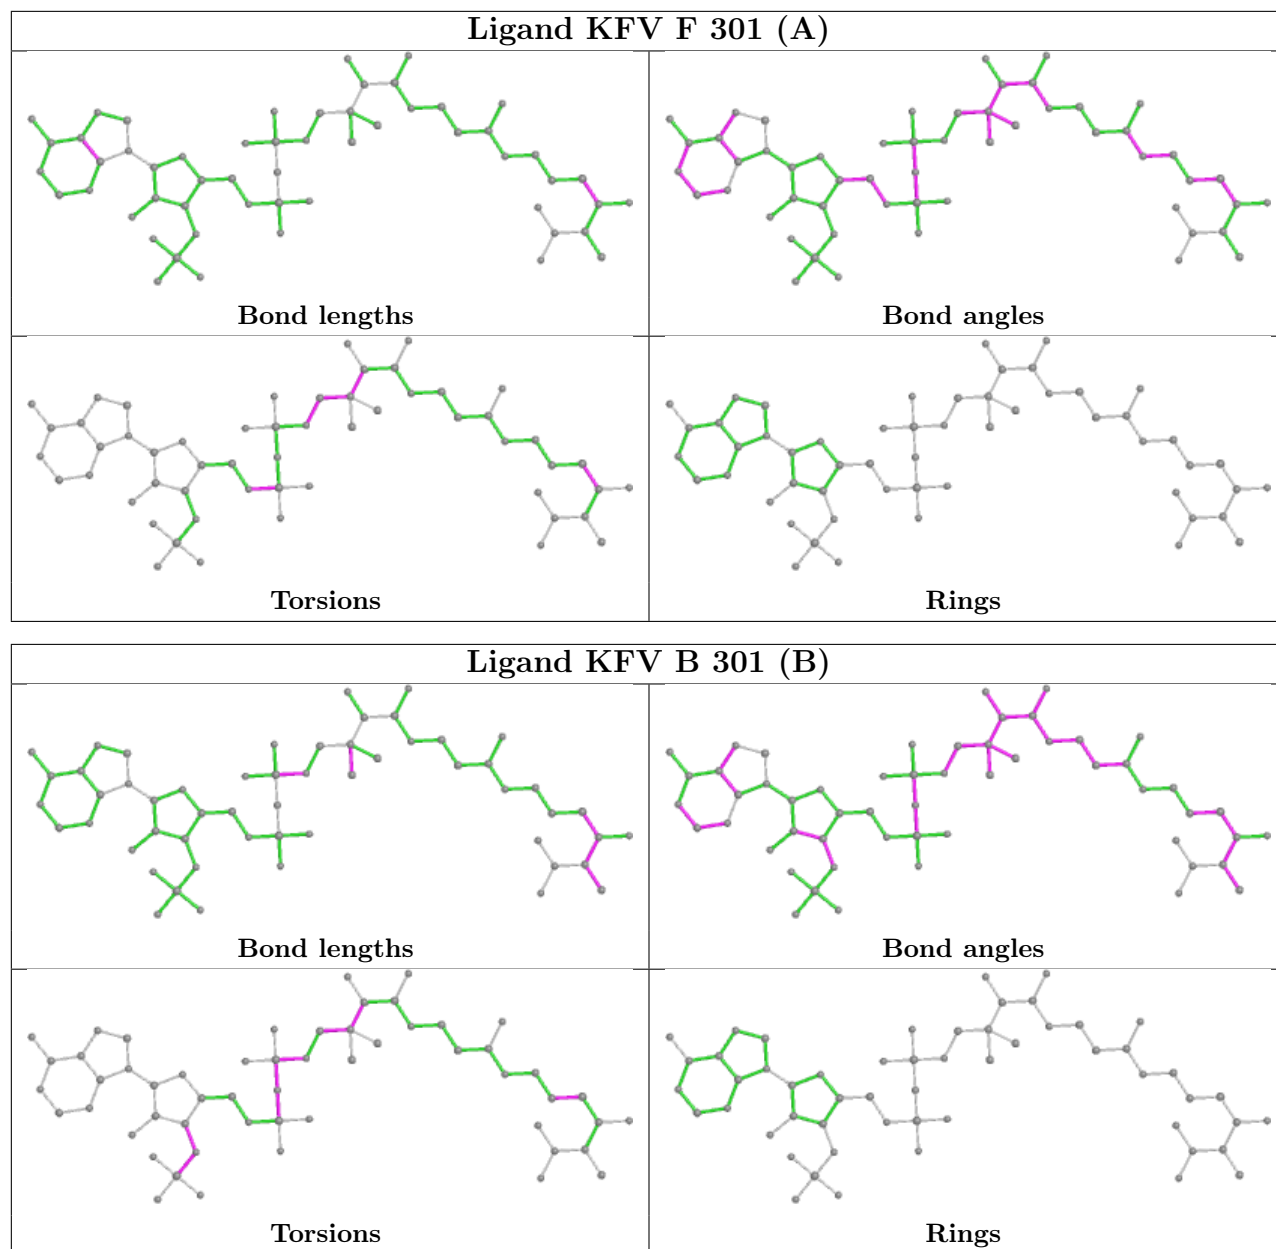 Ligand KFV F 301 (A)
Bond lengths
Bond angles
Torsions
Rings
Ligand KFV B 301 (B)
Bond lengths
Bond angles
Torsions
Rings